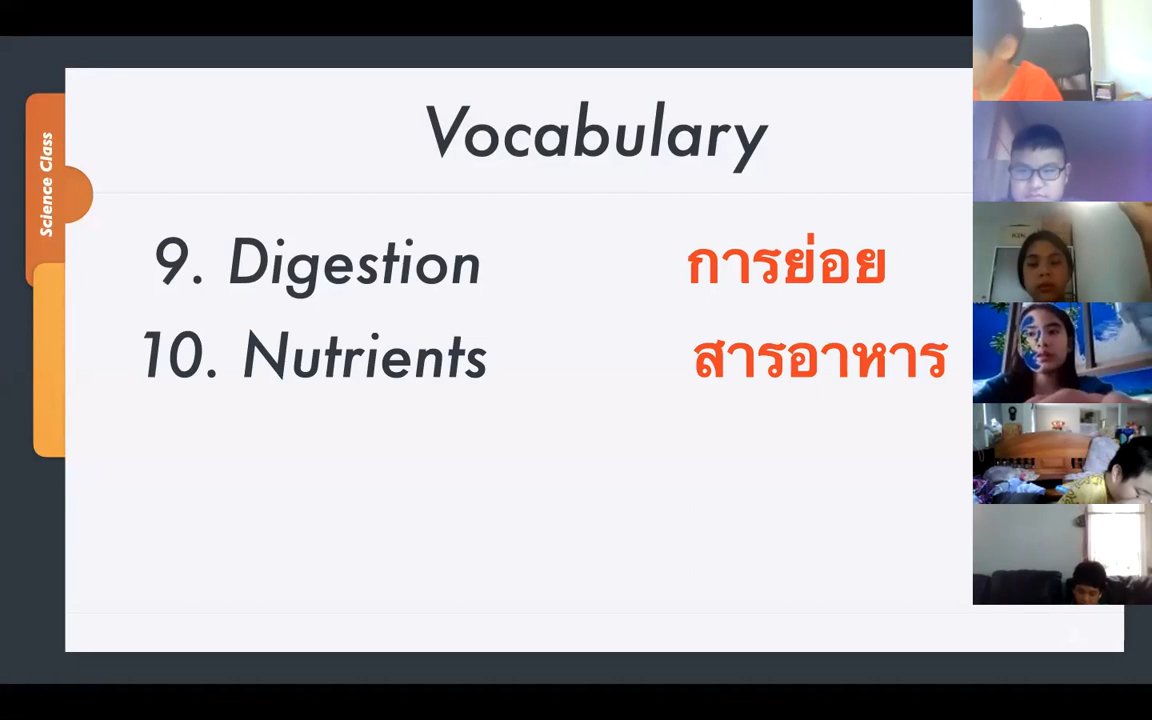 Science Class
Vocabulary
9. Digestion การย่อย
10. Nutrients สารอาหาร